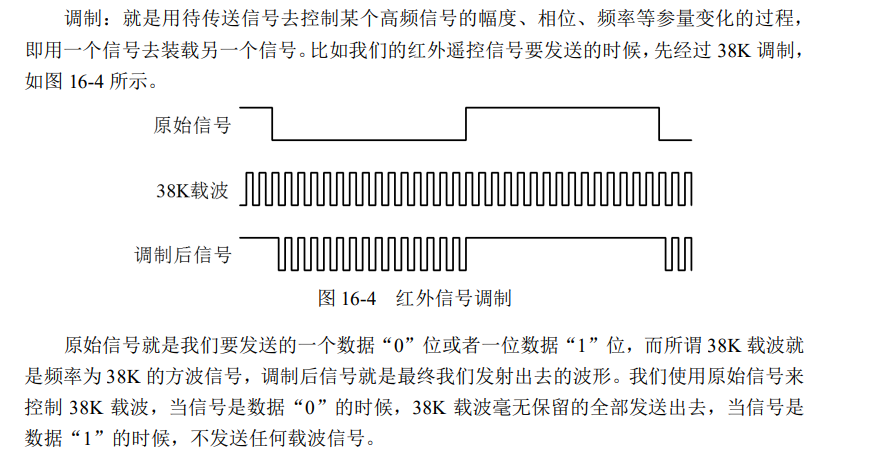 调制：就是用待传送信号去控制某个高频信号的幅度、相位、频率等参量变化的过程，
即用一个信号去装载另一个信号。比如我们的红外遥控信号要发送的时候，先经过 38K 调制，
如图 16-4 所示。
原始信号
38K载波
调制后信号
图 16-4 红外信号调制
原始信号就是我们要发送的一个数据“0”位或者一位数据“1”位，而所谓 38K 载波就
是频率为 38K 的方波信号，调制后信号就是最终我们发射出去的波形。我们使用原始信号来
控制 38K 载波，当信号是数据“0”的时候，38K 载波毫无保留的全部发送出去，当信号是
数据“1”的时候，不发送任何载波信号。